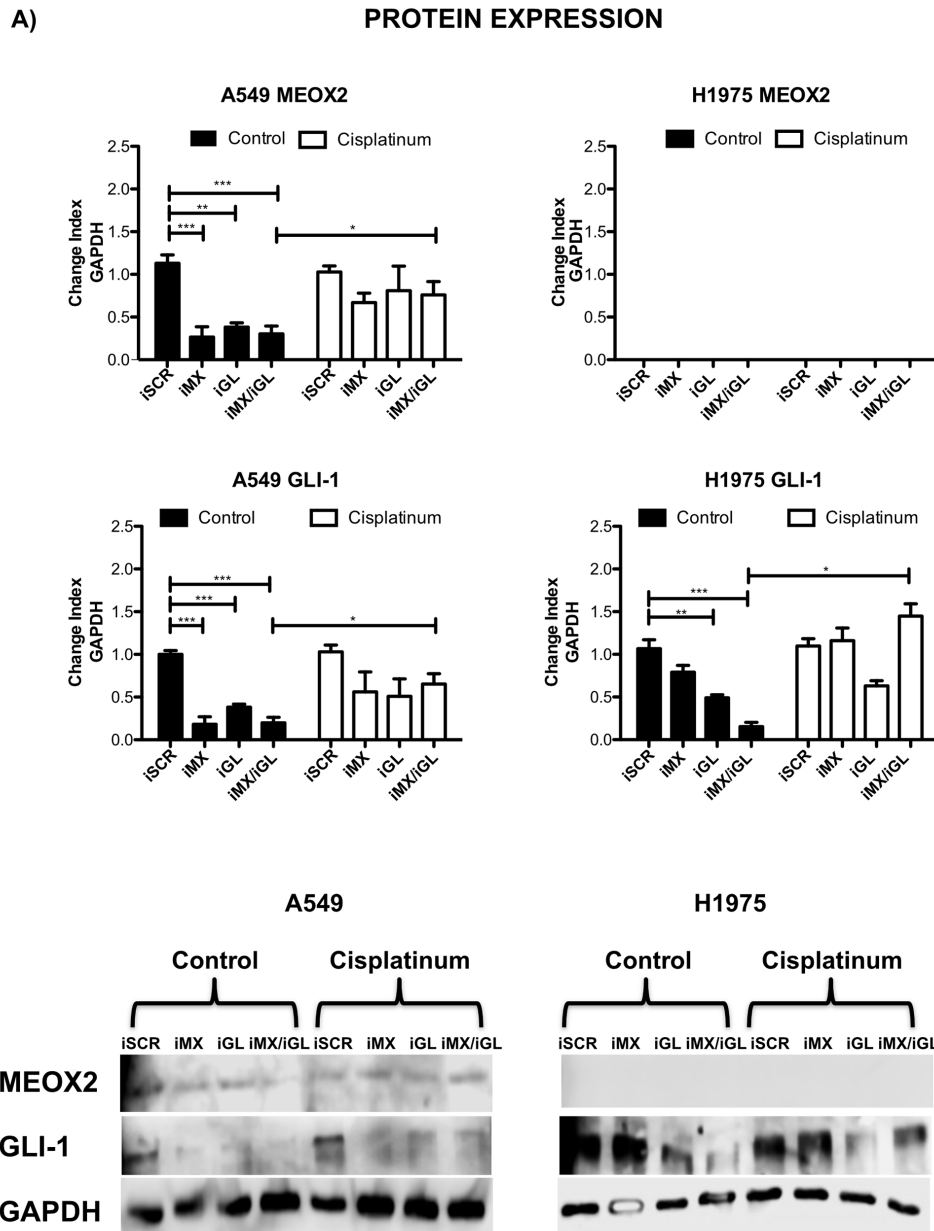 A)
PROTEIN EXPRESSION
A549 MEOX2
Control Cisplatinum
Change Index
GAPDH
2.5
2.0
1.5
1.0
0.5
0.0
***
**
***
*
iSCR iMX iGL iMX/iGL iSCR iMX iGL iMX/iGL
H1975 MEOX2
Control Cisplatinum
Change Index
GAPDH
2.5
2.0
1.5
1.0
0.5
0.0
iSCR iMX iGL iMX/iGL iSCR iMX iGL iMX/iGL
A549 GLI-1
Control Cisplatinum
Change Index
GAPDH
2.5
2.0
1.5
1.0
0.5
0.0
***
***
***
*
iSCR iMX iGL iMX/iGL iSCR iMX iGL iMX/iGL
H1975 GLI-1
Control Cisplatinum
Change Index
GAPDH
2.5
2.0
1.5
1.0
0.5
0.0
*
***
**
iSCR iMX iGL iMX/iGL iSCR iMX iGL iMX/iGL
A549
Control Cisplatinum
iSCR iMX iGL iMX/iGL iSCR iMX iGL iMX/iGL
H1975
Control Cisplatinum
iSCR iMX iGL iMX/iGL iSCR iMX iGL iMX/iGL
MEOX2
GLI-1
GAPDH